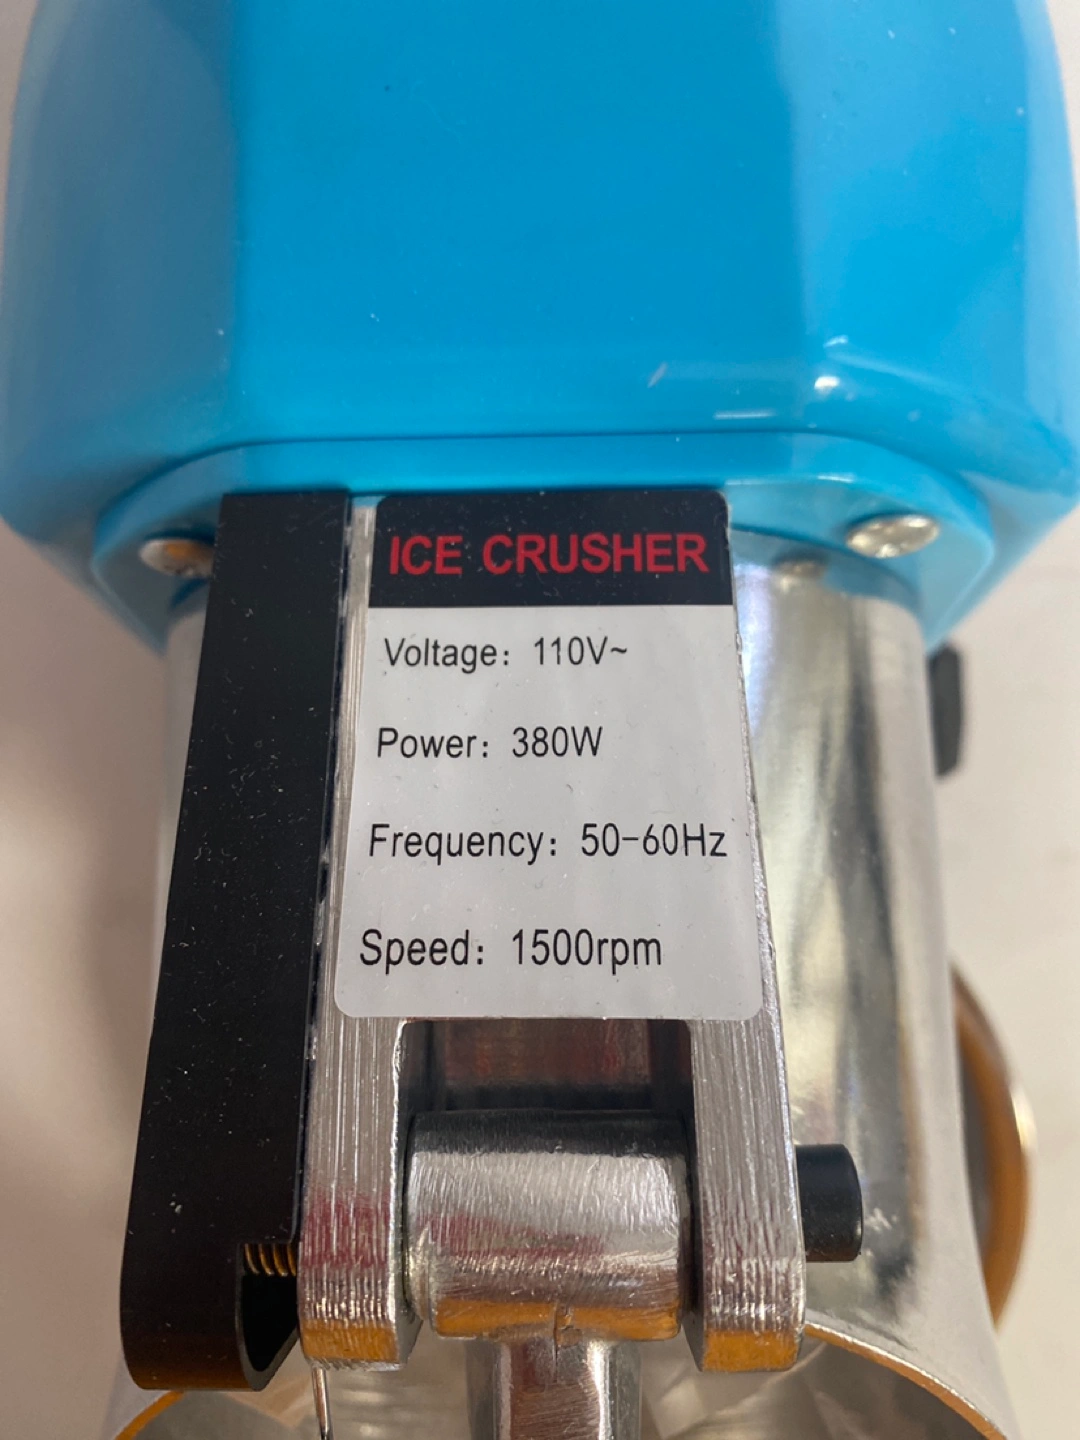 ICE CRUSHER
Voltage: 110V~
Power: 380W
Frequency: 50-60Hz
Speed: 1500rpm